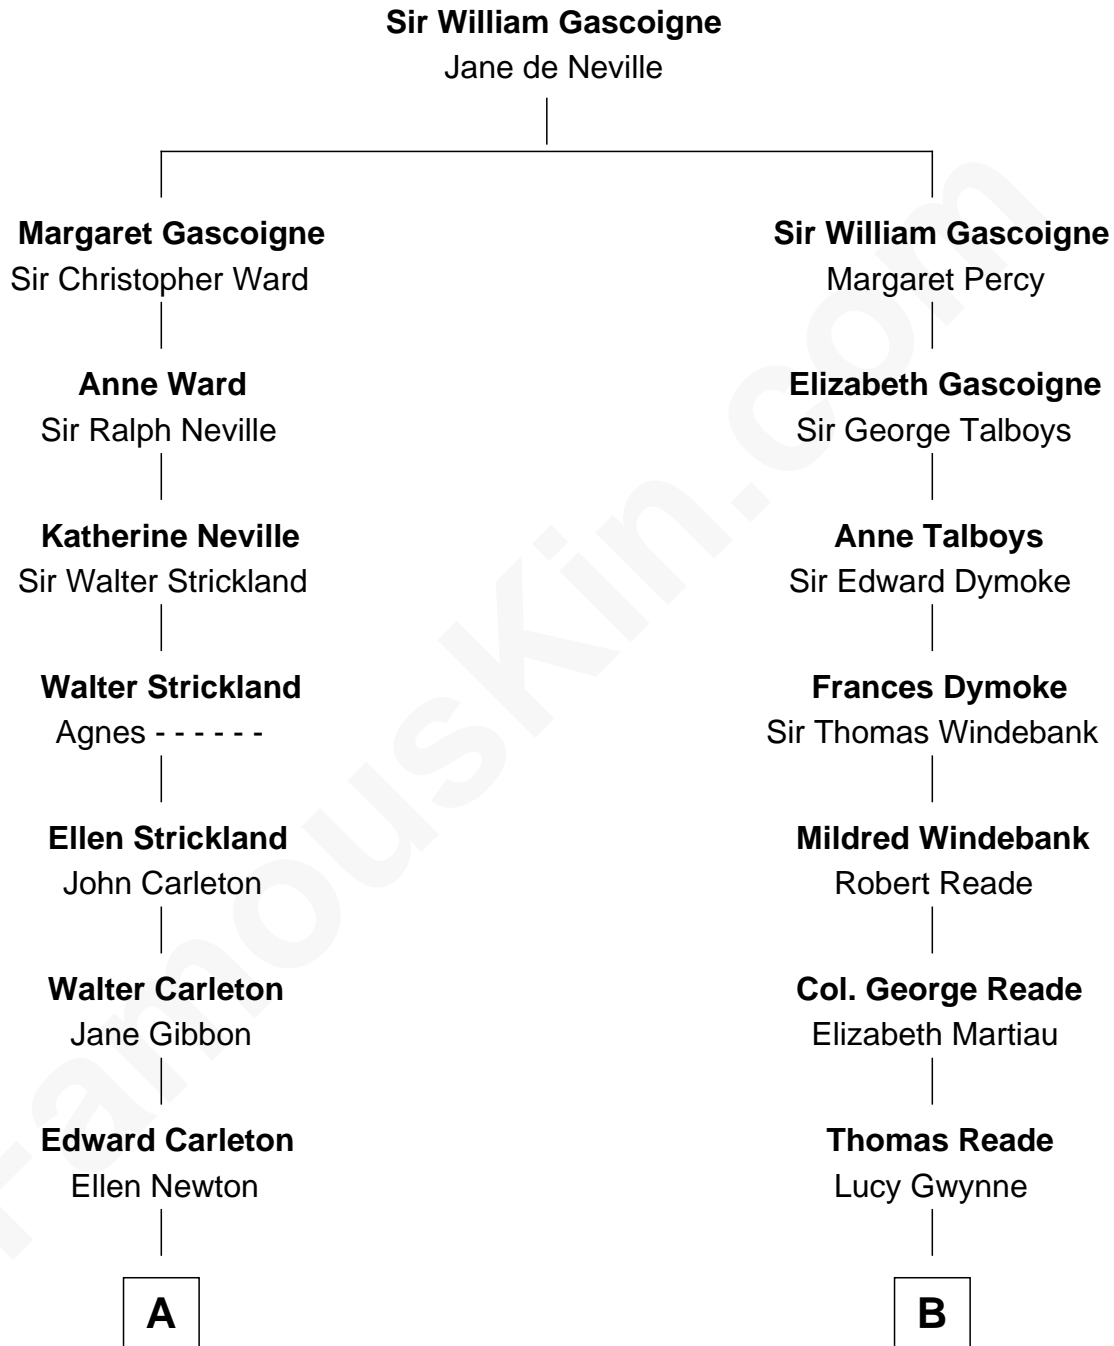 Sir William Gascoigne
Jane de Neville
Margaret Gascoigne
Sir Christopher Ward
Sir William Gascoigne
Margaret Percy
Anne Ward
Sir Ralph Neville
Elizabeth Gascoigne
Sir George Talboys
Katherine Neville
Sir Walter Strickland
Anne Talboys
Sir Edward Dymoke
Walter Strickland
Agnes - - - - - -
Frances Dymoke
Sir Thomas Windebank
Ellen Strickland
John Carleton
Mildred Windebank
Robert Reade
Walter Carleton
Jane Gibbon
Col. George Reade
Elizabeth Martiau
Edward Carleton
Ellen Newton
Thomas Reade
Lucy Gwynne
A
B
FamousKin.com